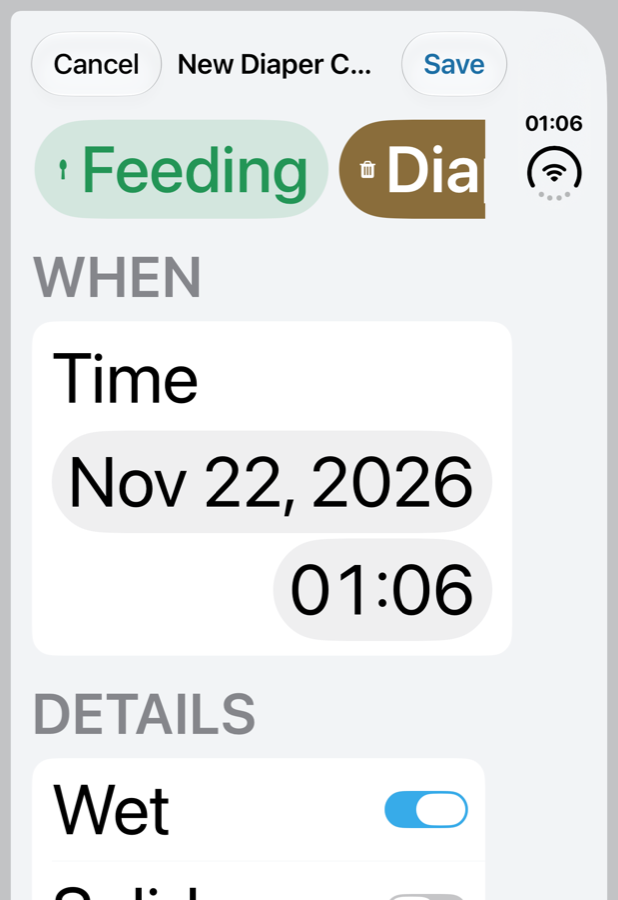 Cancel New Diaper C... Save
01:06
Feeding Dia
WHEN
Time
Nov 22, 2026
01:06
DETAILS
Wet